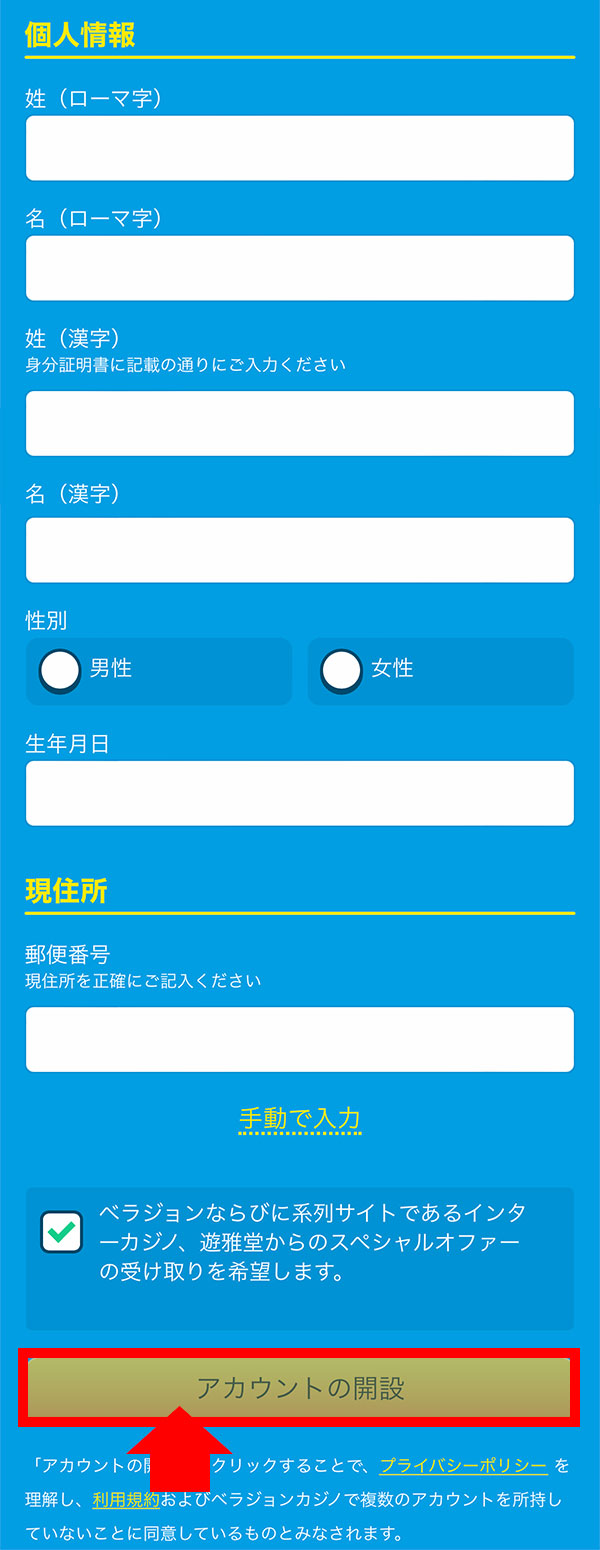 個人情報
姓（ローマ字）
名（ローマ字）
姓（漢字）
身分証明書に記載の通りにご入力ください
名（漢字）
性別
男性 女性
生年月日
現住所
郵便番号
現住所を正確にご記入ください
手動で入力
ベラジョンならびに系列サイトであるインタ
ーカジノ、遊雅堂からのスペシャルオファー
の受け取りを希望します。
アカウントの開設
「アカウントの開 クリックすることで、プライバシーポリシー を
理解し、利用規約およびベラジョンカジノで複数のアカウントを所持し
ていないことに同意しているものとみなされます。